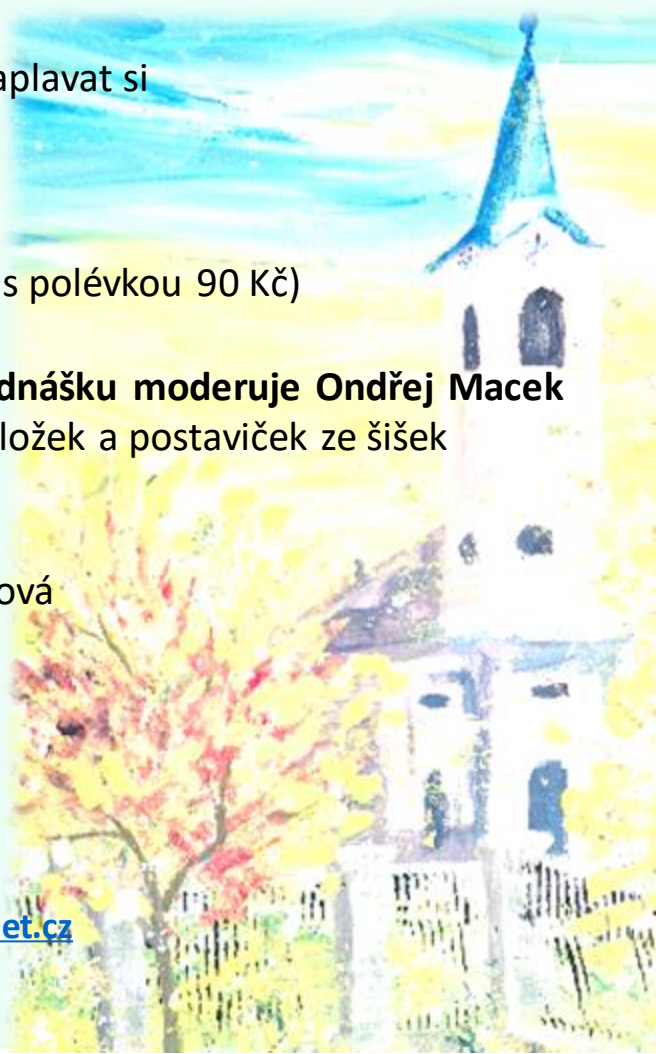 aplavat si
s polévkou 90 Kč)
dnášku moderuje Ondřej Macek
ložek a postaviček ze šišek
ová
et.cz